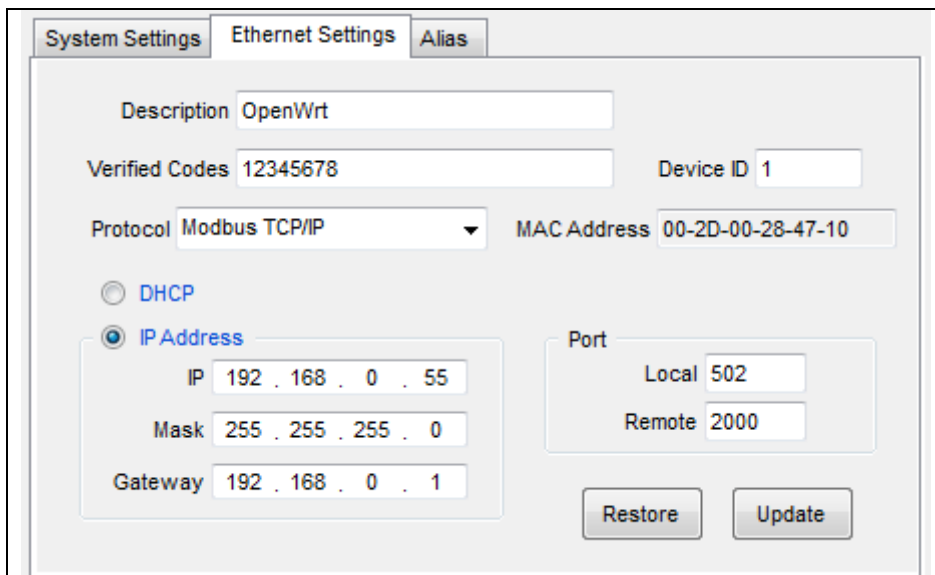 System Settings Ethernet Settings Alias
Description OpenWrt
Verified Codes 12345678 Device ID 1
Protocol Modbus TCP/IP MAC Address 00-2D-00-28-47-10
DHCP
IP Address
IP 192 . 168 . 0 . 55
Mask 255 . 255 . 255 . 0
Gateway 192 . 168 . 0 . 1
Port
Local 502
Remote 2000
Restore Update